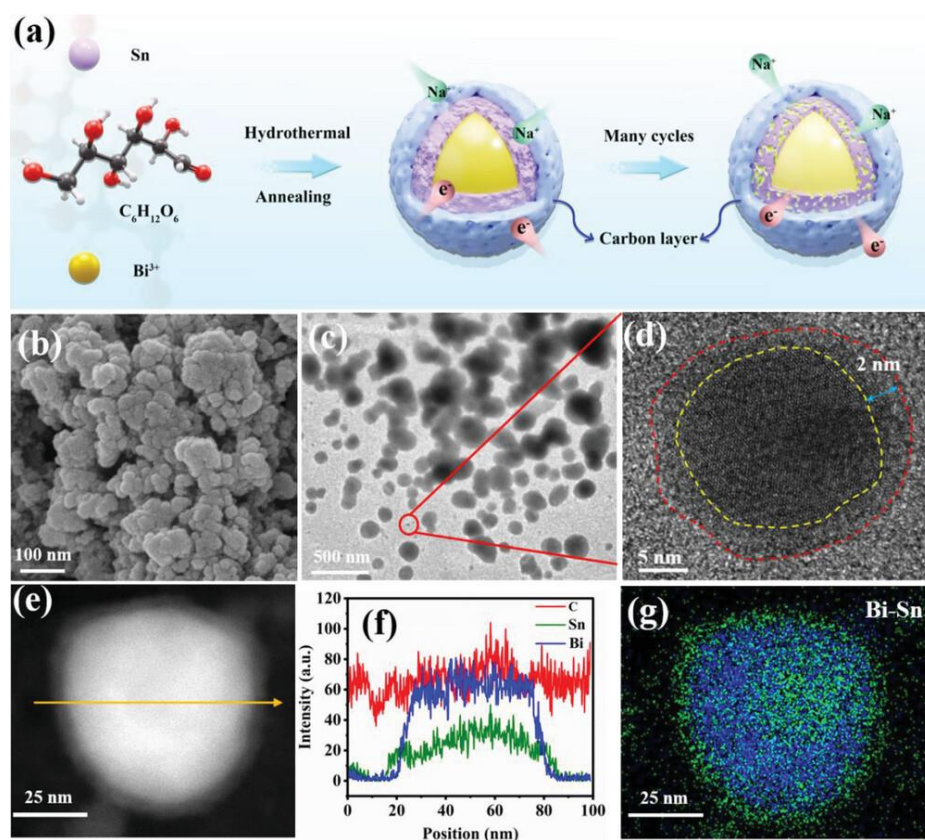 (a)
Sn
C₆H₁₂O₆
Bi³⁺
Hydrothermal
Annealing
Na⁺
Na⁺
e⁻
e⁻
Many cycles
Carbon layer
Na⁺
Na⁺
e⁻
e⁻
(b)
100 nm
(c)
500 nm
(d)
2 nm
5 nm
(e)
25 nm
(f)
C
Sn
Bi
Intensity (a.u.)
120
100
80
60
40
20
0
0 20 40 60 80 100
Position (nm)
(g)
Bi-Sn
25 nm